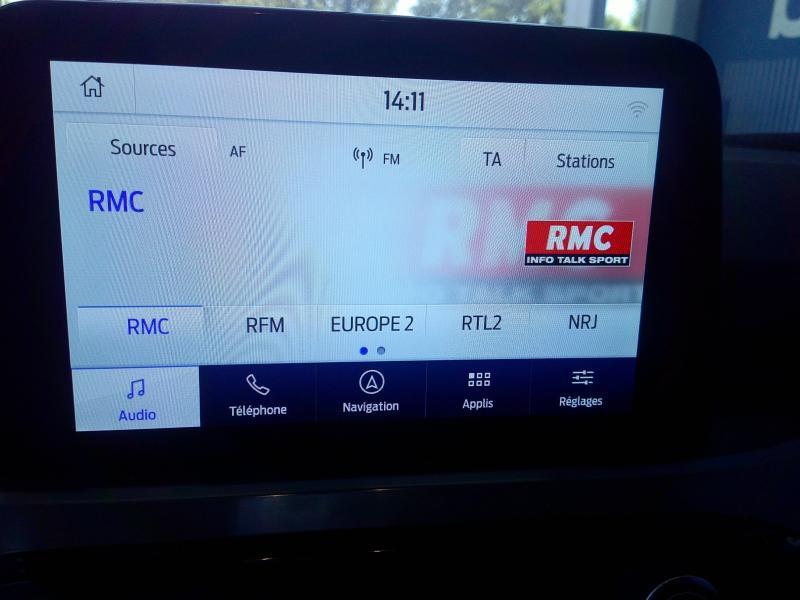 14:11
Sources AF FM TA Stations
RMC
RMC
INFO TALK SPORT
RMC RFM EUROPE 2 RTL2 NRJ
Audio Téléphone Navigation Applis Réglages